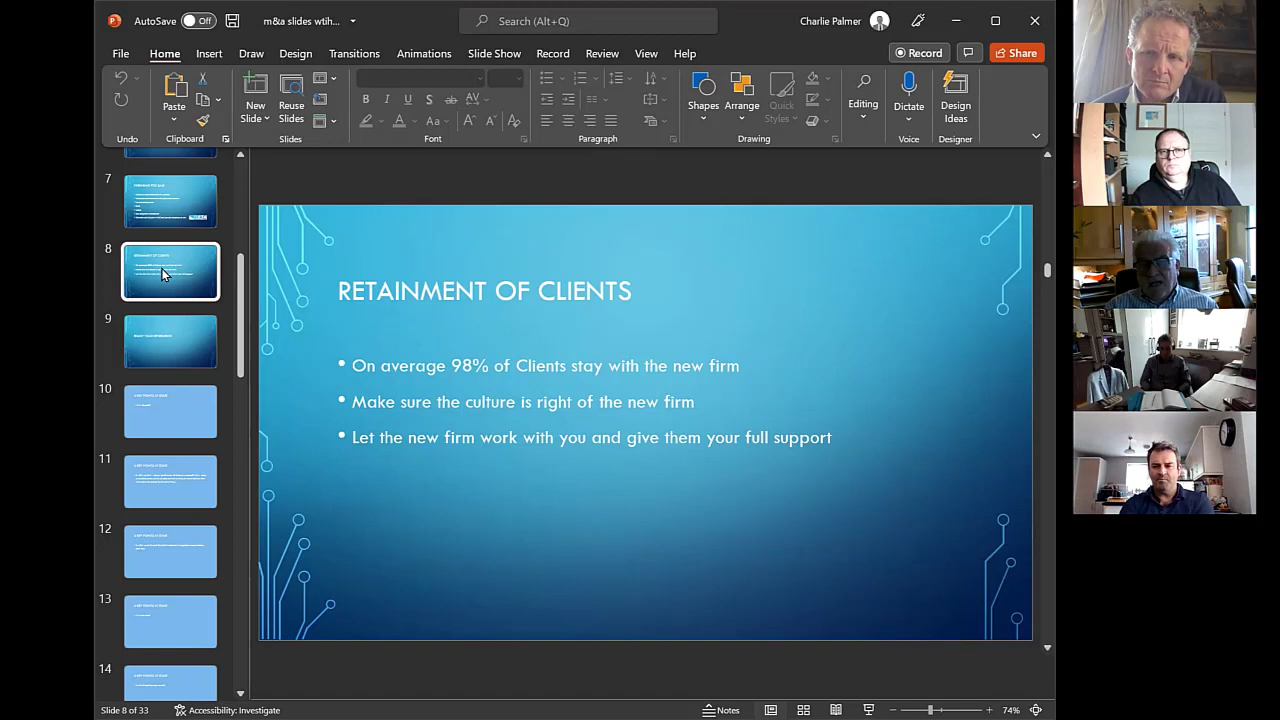 AutoSave Off m&a slides wtih... Search (Alt+Q) Charlie Palmer
File Home Insert Draw Design Transitions Animations Slide Show Record Review View Help Record Share
Undo
Paste
Clipboard
New Slide
Reuse Slides
Slides
B I U S ab AV
A Aa A A
Font
Paragraph
Shapes
Arrange
Quick Styles
Drawing
Editing
Dictate
Voice
Design Ideas
Designer
7
8
9
10
11
12
13
14
RETAINMENT OF CLIENTS
• On average 98% of Clients stay with the new firm
• Make sure the culture is right of the new firm
• Let the new firm work with you and give them your full support
Slide 8 of 33 Accessibility: Investigate Notes 74%